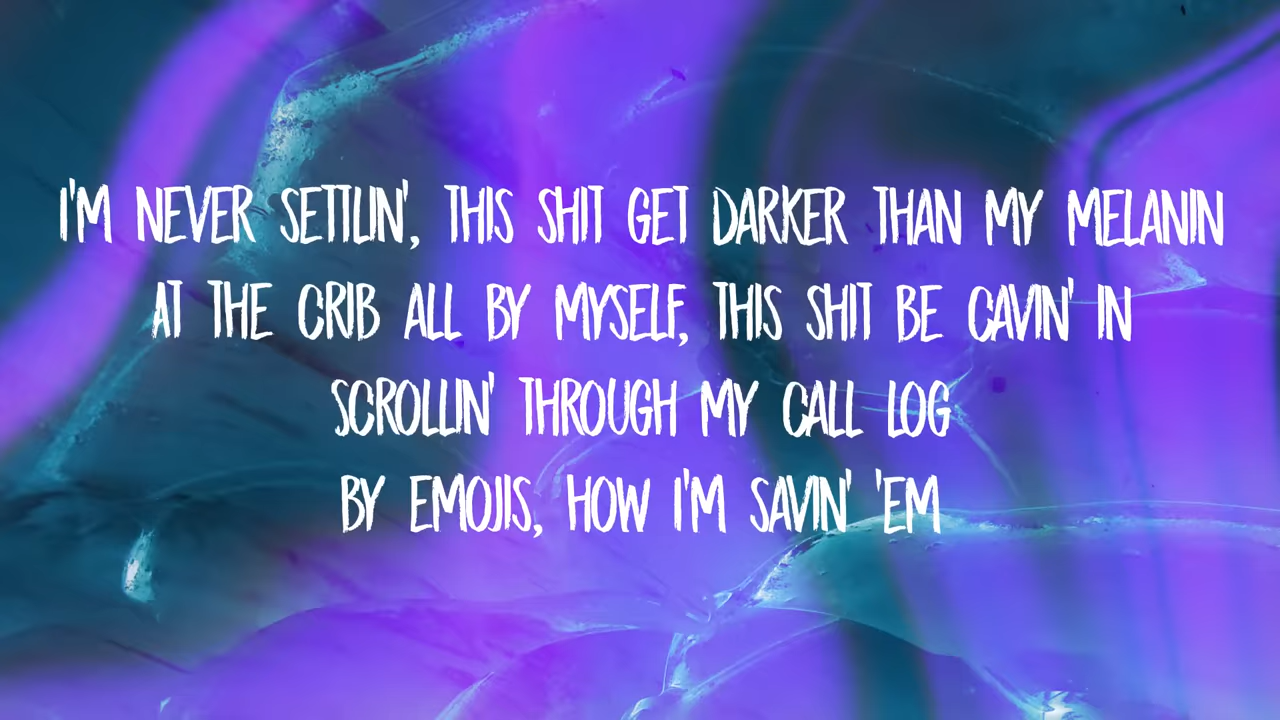 I'M NEVER SETTLIN', THIS SHIT GET DARKER THAN MY MELANIN
AT THE CRIB ALL BY MYSELF, THIS SHIT BE CAVIN' IN
SCROLLIN' THROUGH MY CALL LOG
BY EMOJIS, HOW I'M SAVIN' 'EM